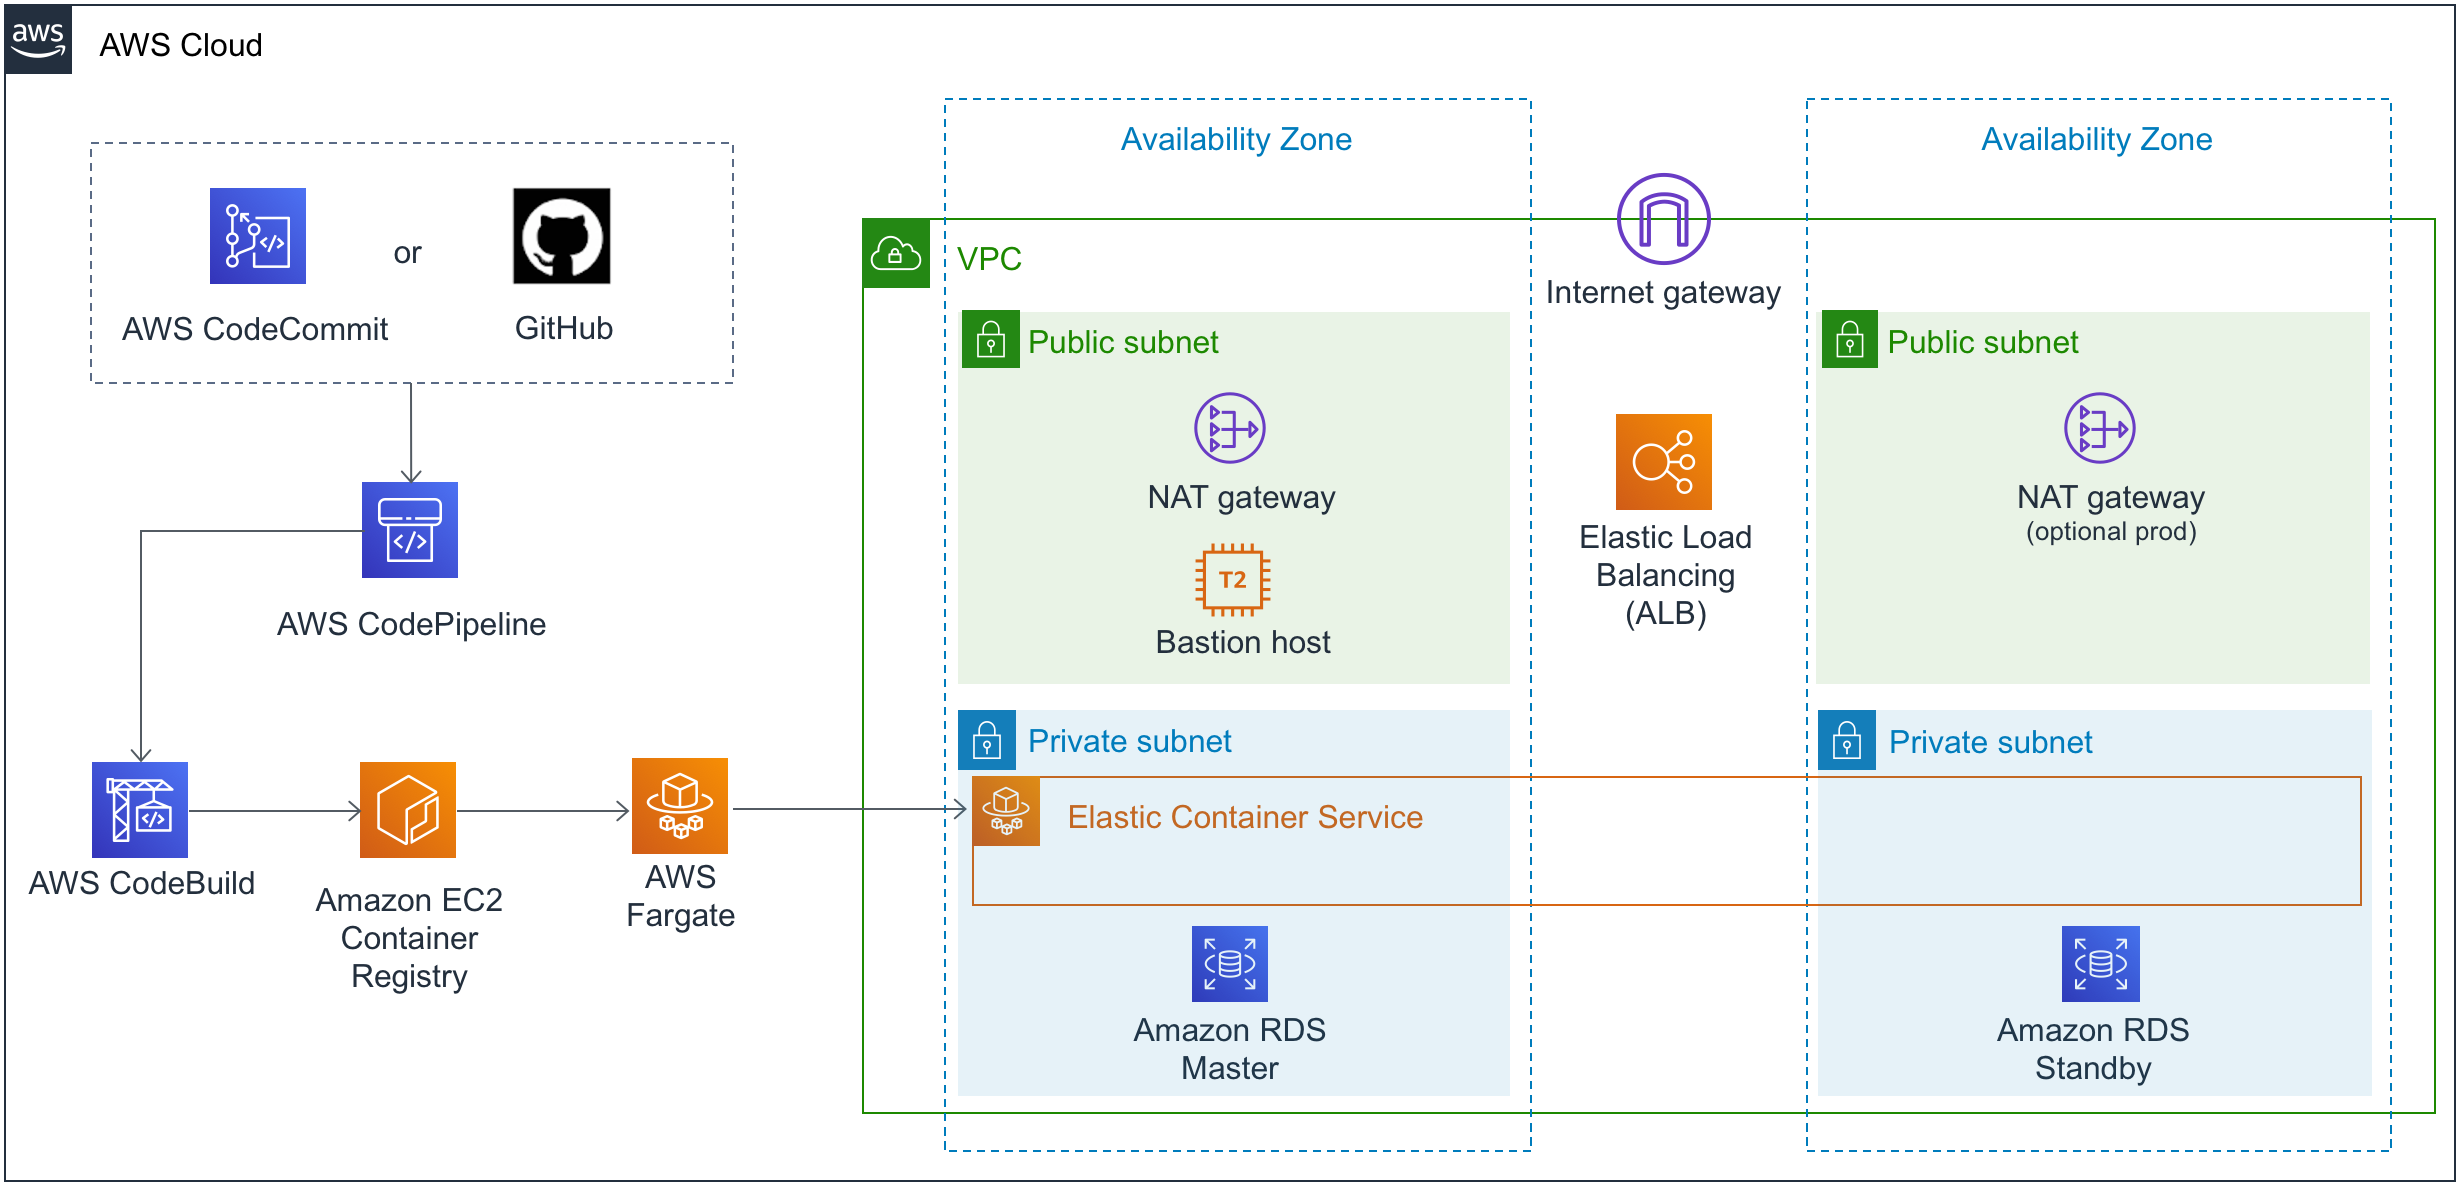 aws
AWS Cloud
AWS CodeCommit
or
GitHub
AWS CodePipeline
AWS CodeBuild
Amazon EC2
Container
Registry
AWS
Fargate
Availability Zone
VPC
Public subnet
NAT gateway
T2
Bastion host
Private subnet
Elastic Container Service
Amazon RDS
Master
Internet gateway
Elastic Load
Balancing
(ALB)
Availability Zone
Public subnet
NAT gateway
(optional prod)
Private subnet
Amazon RDS
Standby